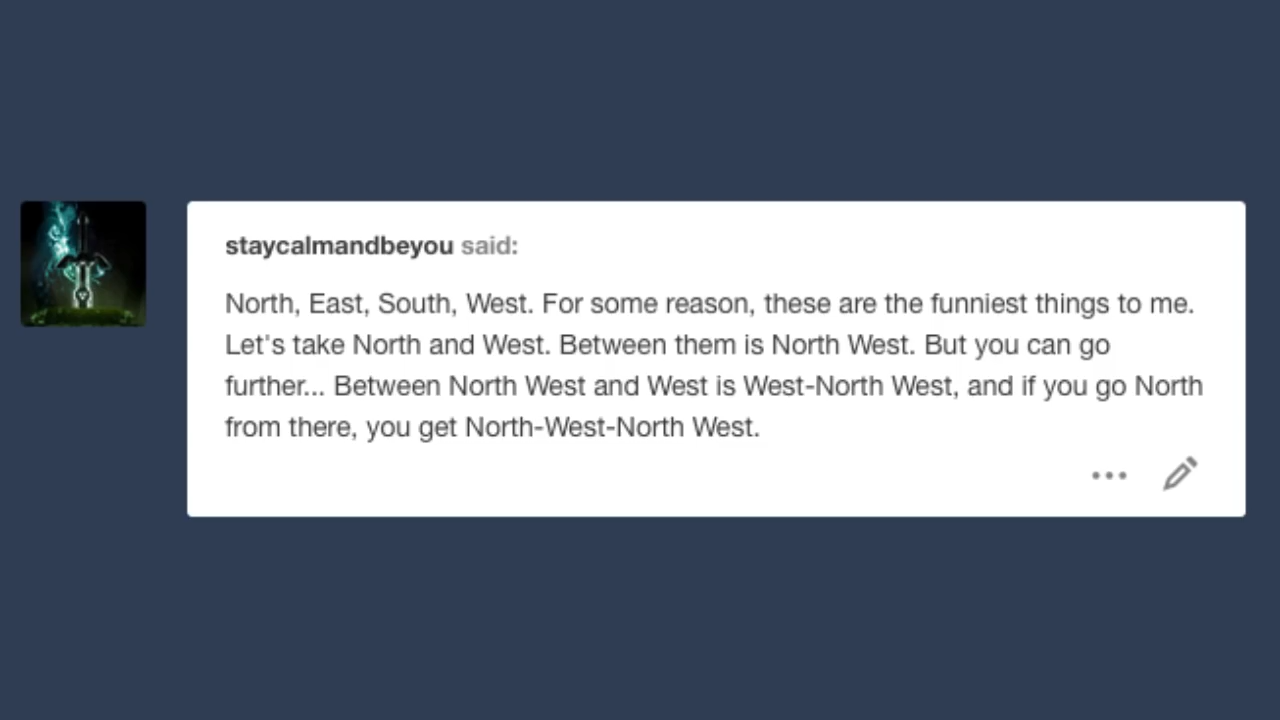 staycalmandbeyou said:
North, East, South, West. For some reason, these are the funniest things to me.
Let's take North and West. Between them is North West. But you can go
further... Between North West and West is West-North West, and if you go North
from there, you get North-West-North West.